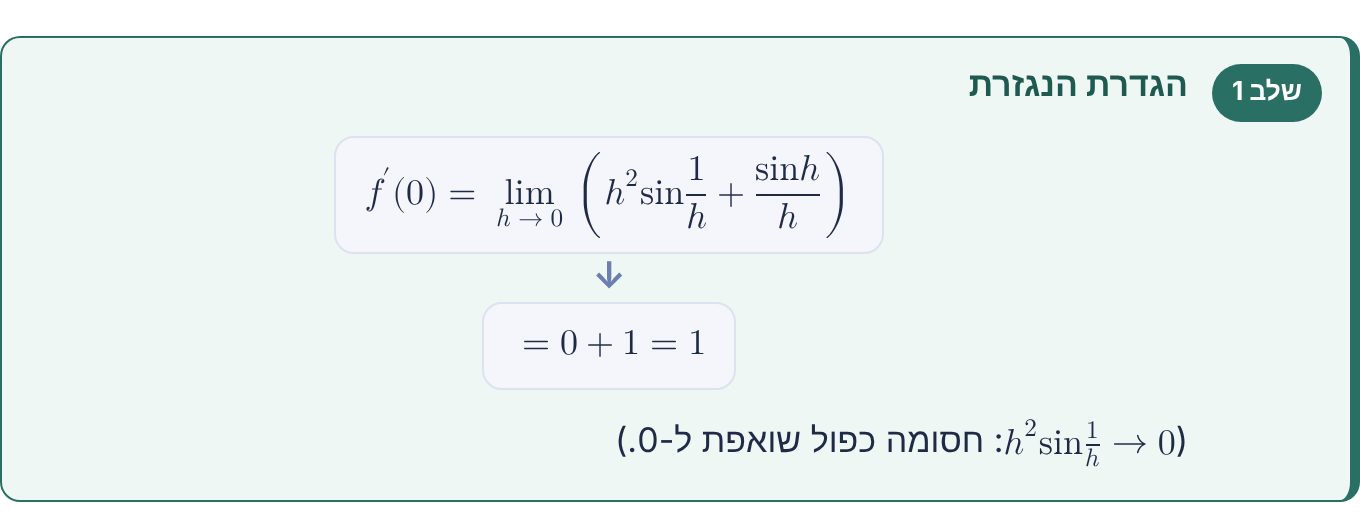 שלב 1
הגדרת הנגזרת
f′(0) = lim_{h → 0} (h² sin 1/h + sin h/h)
↓
= 0 + 1 = 1
(h² sin 1/h → 0: חסומה כפול שואפת ל-0.)